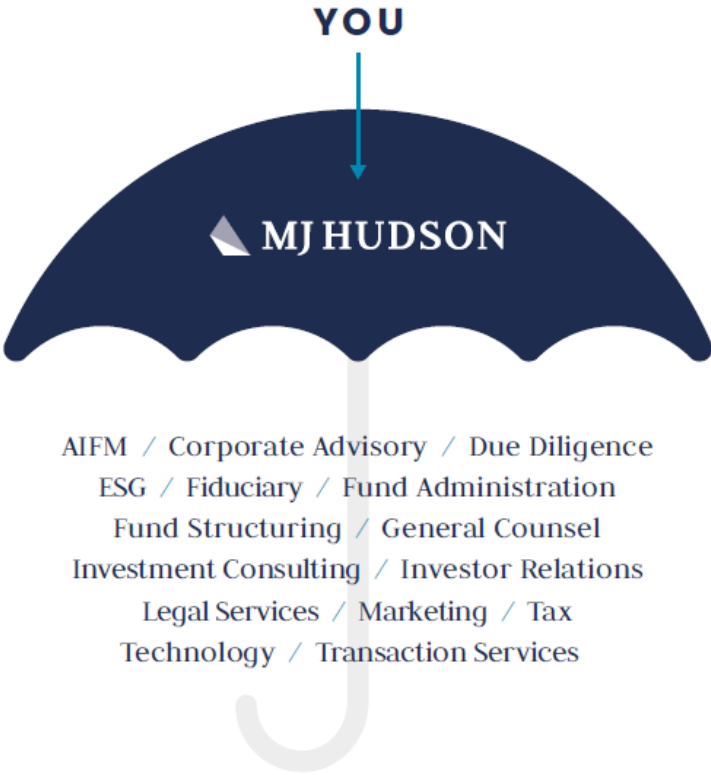 YOU
MJ HUDSON
AIFM / Corporate Advisory / Due Diligence
ESG / Fiduciary / Fund Administration
Fund Structuring / General Counsel
Investment Consulting / Investor Relations
Legal Services / Marketing / Tax
Technology / Transaction Services